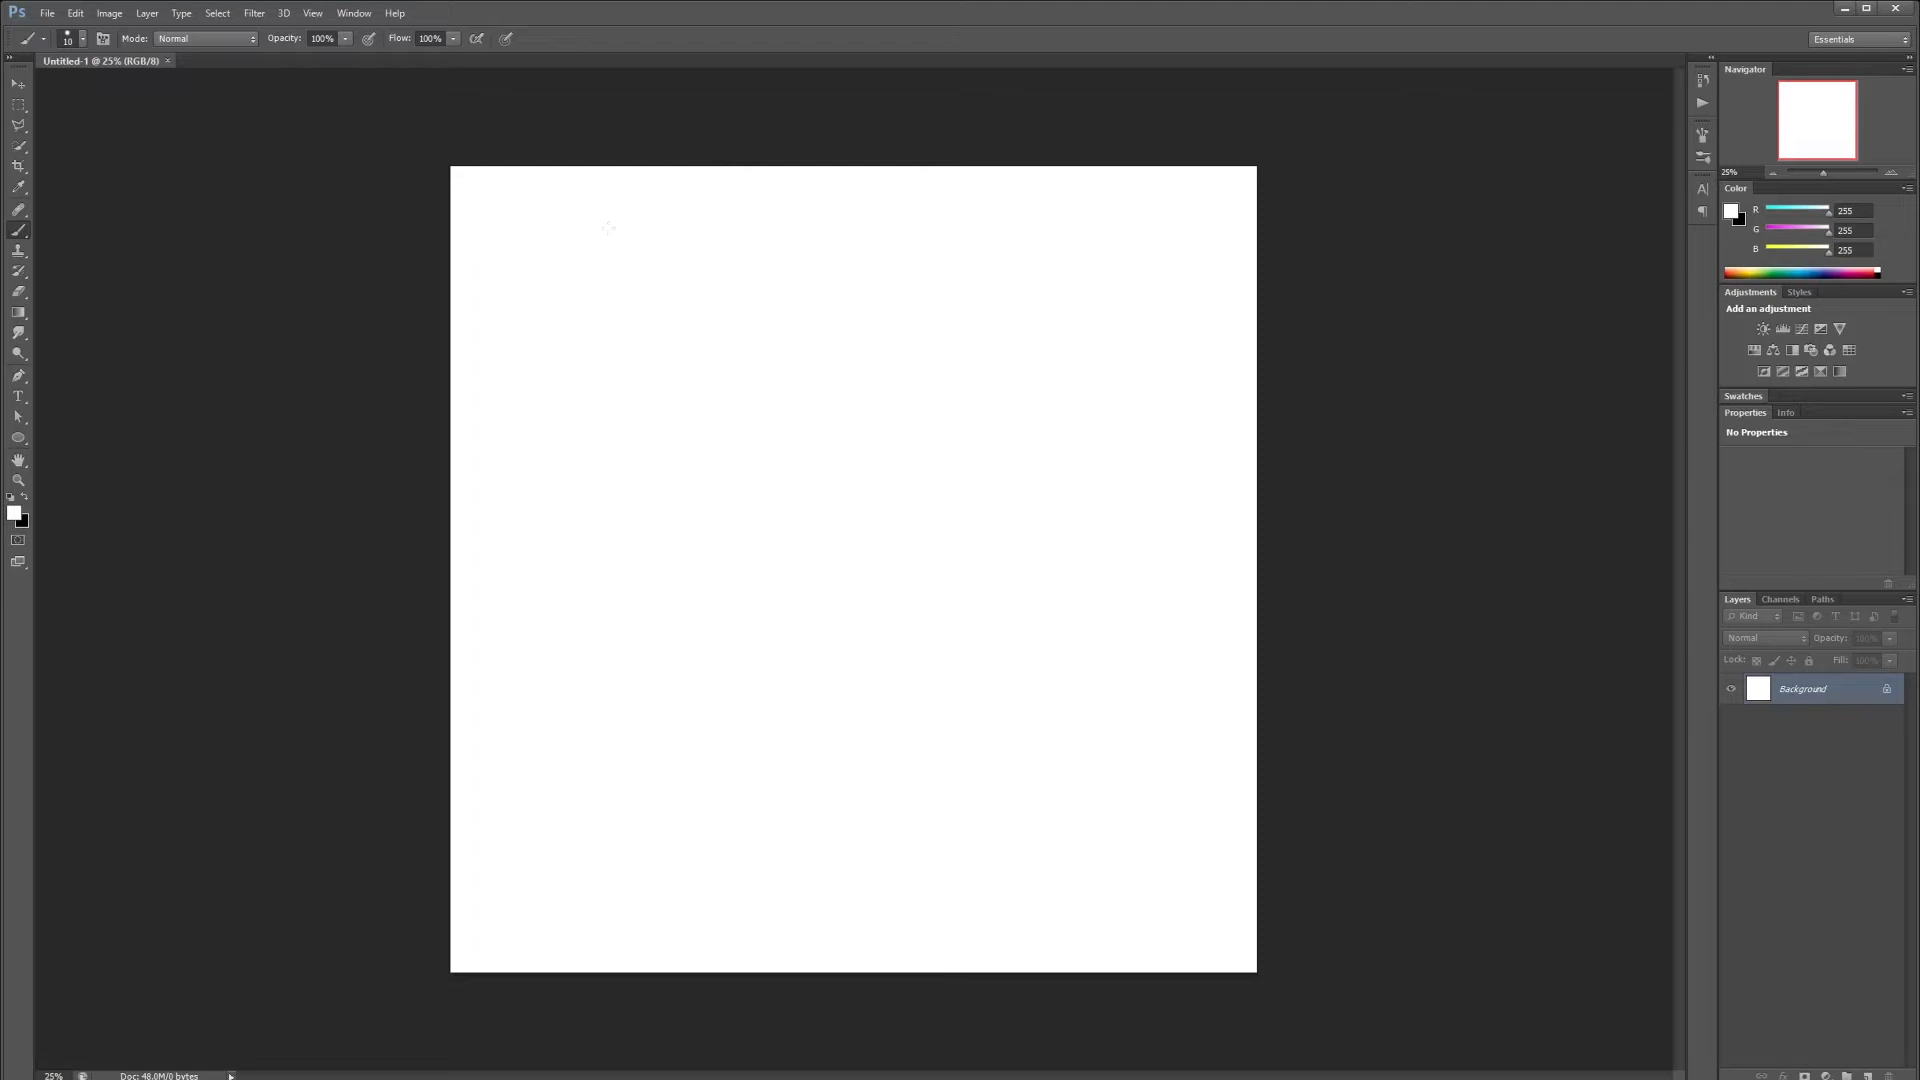 Ps File Edit Image Layer Type Select Filter 3D View Window Help
10 Mode: Normal Opacity: 100% Flow: 100% Essentials
Untitled-1 @ 25% (RGB/8) ×
Navigator
25%
Color
R 255
G 255
B 255
Adjustments Styles
Add an adjustment
Swatches
Properties Info
No Properties
Layers Channels Paths
Kind
Normal Opacity: 100%
Lock: Fill: 100%
Background
25% Doc: 48.0M/0 bytes